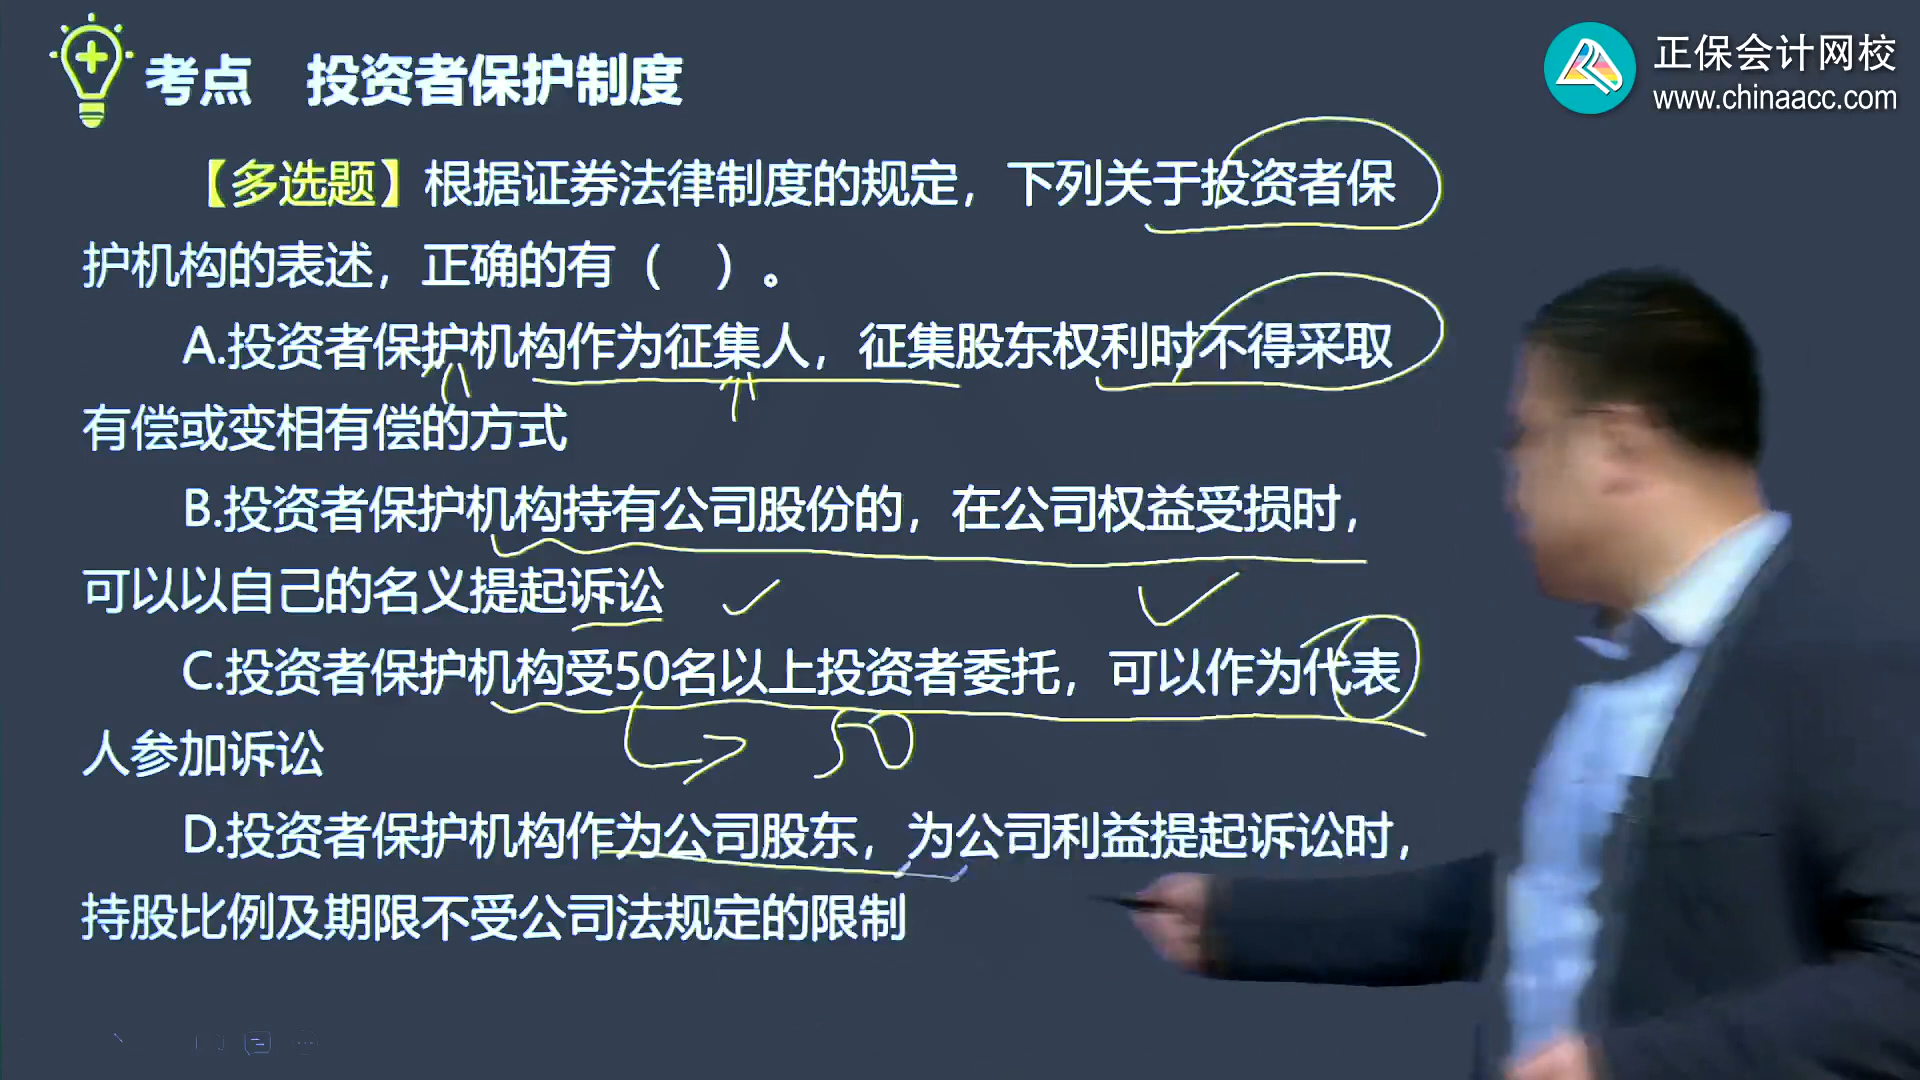 考点 投资者保护制度
正保会计网校
www.chinaacc.com
【多选题】根据证券法律制度的规定，下列关于投资者保
护机构的表述，正确的有（ ）。
A.投资者保护机构作为征集人，征集股东权利时不得采取
有偿或变相有偿的方式
B.投资者保护机构持有公司股份的，在公司权益受损时，
可以以自己的名义提起诉讼
C.投资者保护机构受50名以上投资者委托，可以作为代表
人参加诉讼
50
D.投资者保护机构作为公司股东，为公司利益提起诉讼时，
持股比例及期限不受公司法规定的限制